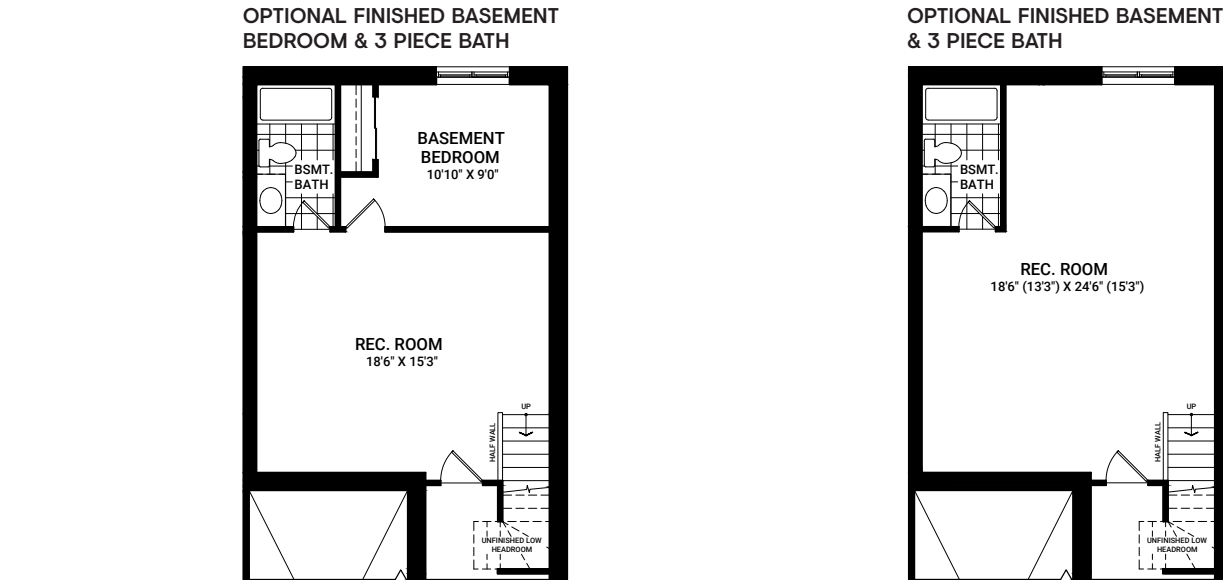 OPTIONAL FINISHED BASEMENT
BEDROOM & 3 PIECE BATH
BASEMENT
BEDROOM
10'10" X 9'0"
BSMT.
BATH
REC. ROOM
18'6" X 15'3"
UP
HALF WALL
UNFINISHED LOW
HEADROOM
OPTIONAL FINISHED BASEMENT
& 3 PIECE BATH
BSMT.
BATH
REC. ROOM
18'6" (13'3") X 24'6" (15'3")
UP
HALF WALL
UNFINISHED LOW
HEADROOM